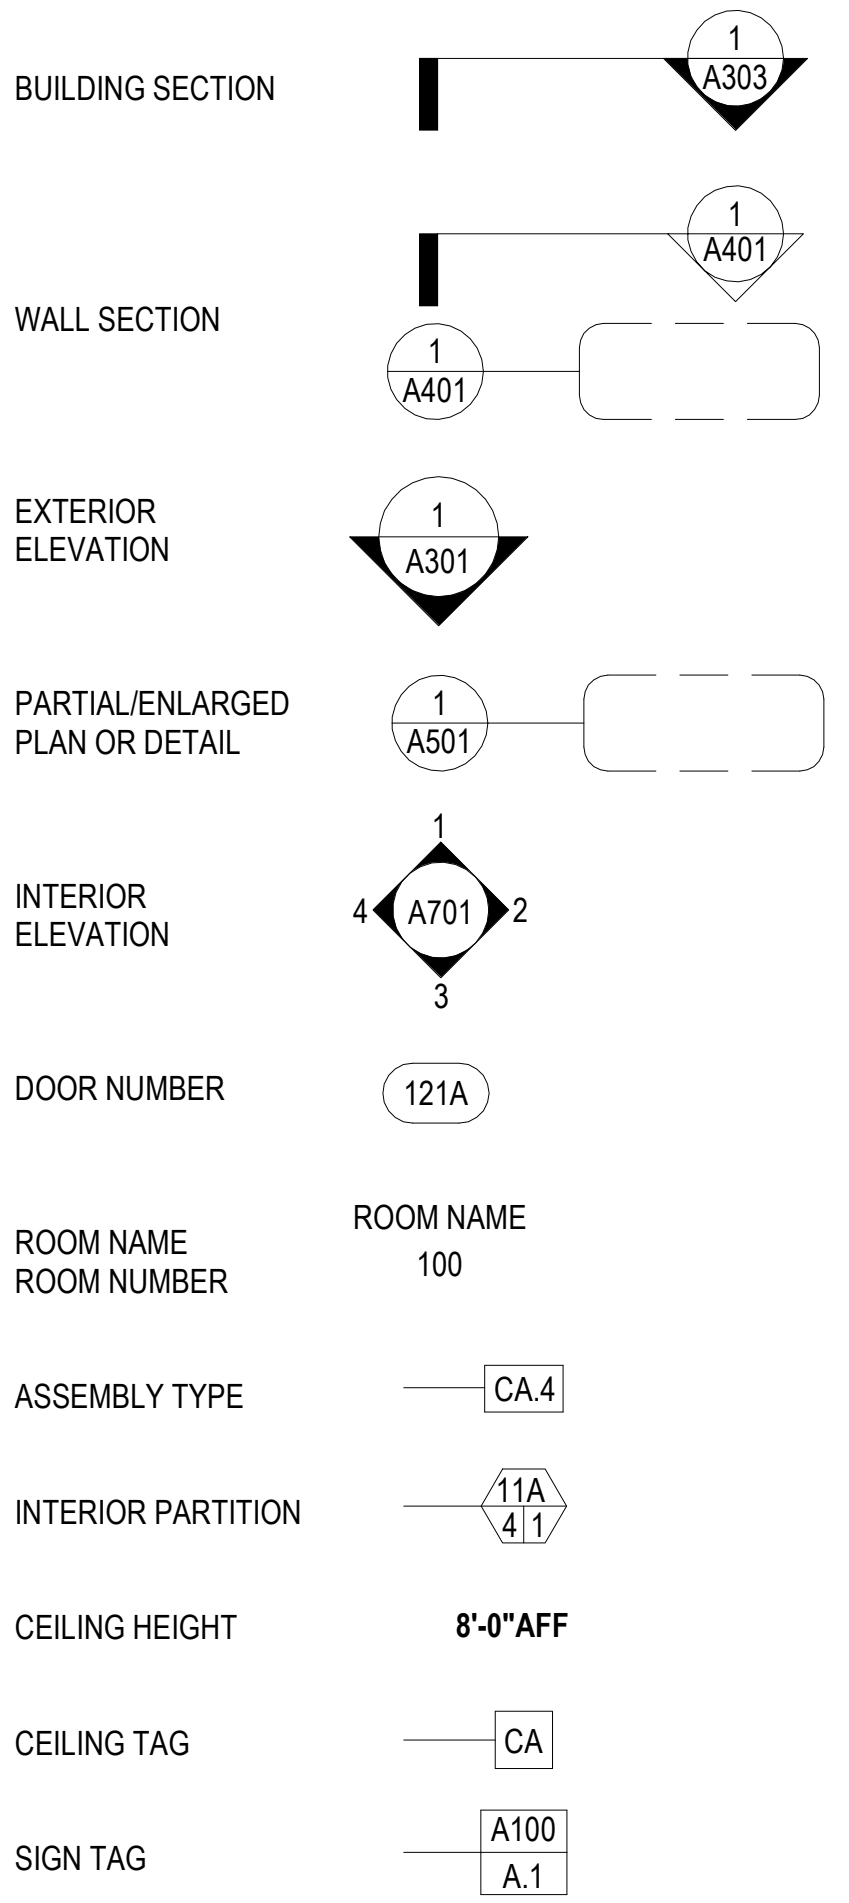 1
BUILDING SECTION
A303
1
A401
WALL SECTION
1
A401
EXTERIOR
ELEVATION
1
A301
PARTIAL/ENLARGED
PLAN OR DETAIL
1
A501
1
INTERIOR
ELEVATION
4
A701
2
3
DOOR NUMBER
121A
ROOM NAME
ROOM NAME
ROOM NUMBER
100
ASSEMBLY TYPE
CA.4
INTERIOR PARTITION
11A
4 1
CEILING HEIGHT
8'-0"AFF
CEILING TAG
CA
SIGN TAG
A100
A.1